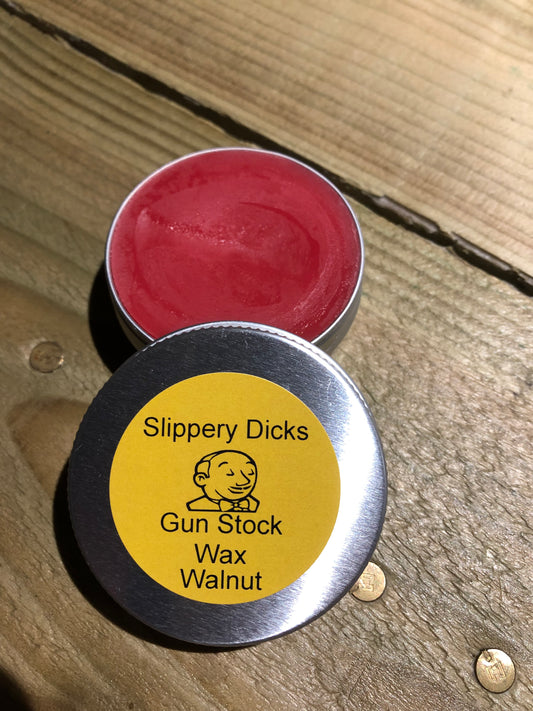 Slippery Dicks
Gun Stock
Wax
Walnut